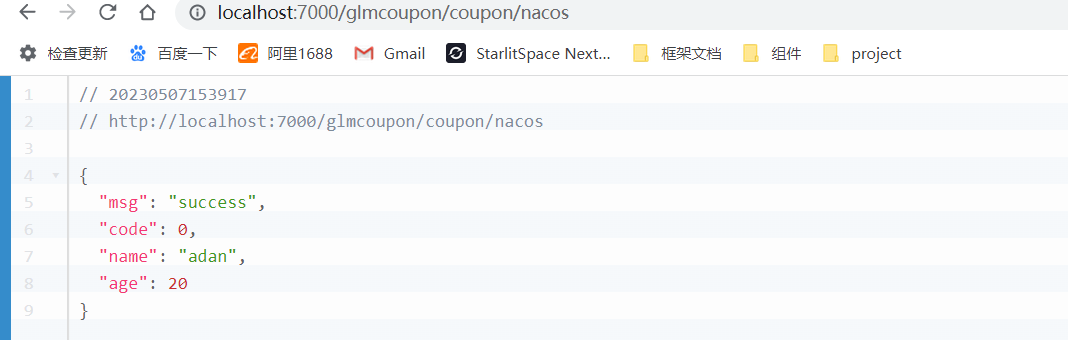 localhost:7000/glmcoupon/coupon/nacos
检查更新 百度一下 阿里1688 Gmail StarlitSpace Next... 框架文档 组件 project
1 // 20230507153917
2 // http://localhost:7000/glmcoupon/coupon/nacos
3
4 {
5 "msg": "success",
6 "code": 0,
7 "name": "adan",
8 "age": 20
9 }